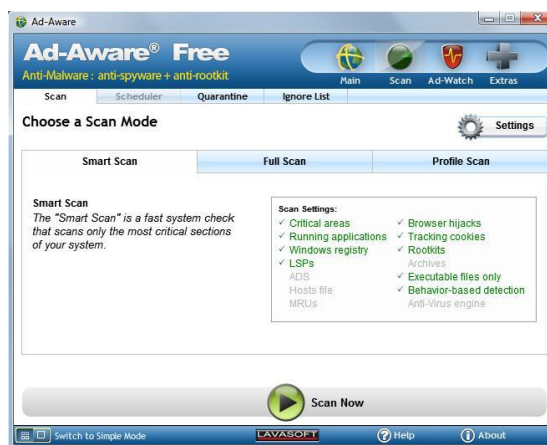 Ad-Aware
Ad-Aware® Free
Anti-Malware : anti-spyware + anti-rootkit
Main Scan Ad-Watch Extras
Scan Scheduler Quarantine Ignore List
Choose a Scan Mode
Settings
Smart Scan Full Scan Profile Scan
Smart Scan
The "Smart Scan" is a fast system check
that scans only the most critical sections
of your system.
Scan Settings:
✓ Critical areas ✓ Browser hijacks
✓ Running applications ✓ Tracking cookies
✓ Windows registry ✓ Rootkits
✓ LSPs Archives
ADS ✓ Executable files only
Hosts file ✓ Behavior-based detection
MRUs Anti-Virus engine
Scan Now
Switch to Simple Mode LAVASOFT Help About